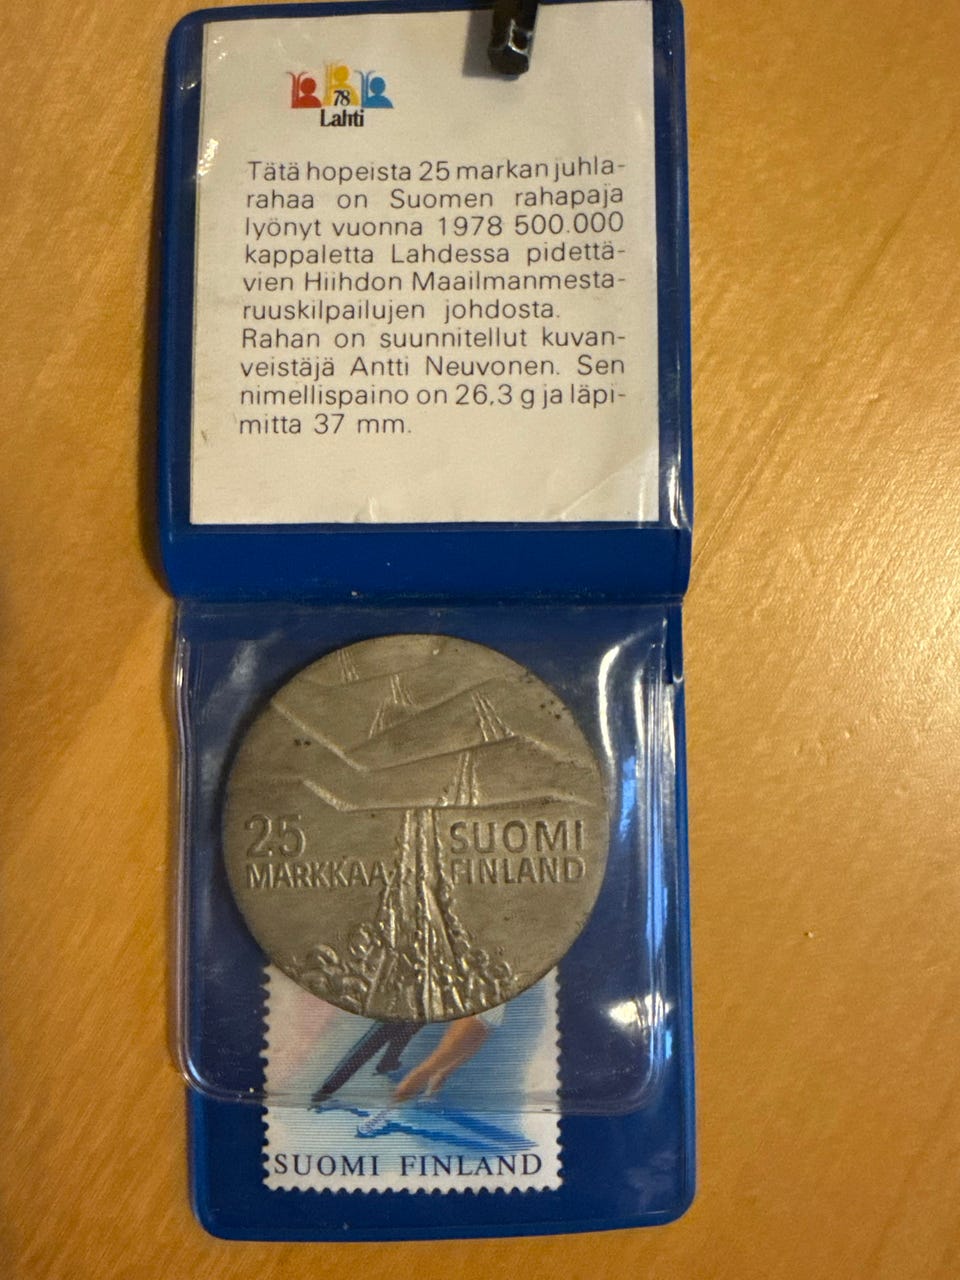 78
Lahti
Tätä hopeista 25 markan juhla-
rahaa on Suomen rahapaja
lyönyt vuonna 1978 500.000
kappaletta Lahdessa pidettä-
vien Hiihdon Maailmanmesta-
ruuskilpailujen johdosta.
Rahan on suunnitellut kuvan-
veistäjä Antti Neuvonen. Sen
nimellispaino on 26,3 g ja läpi-
mitta 37 mm.
25 SUOMI
MARKKAA FINLAND
SUOMI FINLAND